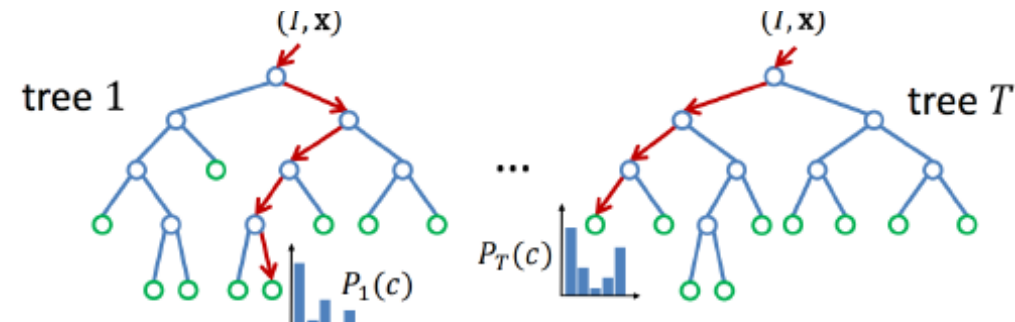 (I, x)
(I, x)
tree 1
tree T
...
P_T(c)
P_1(c)